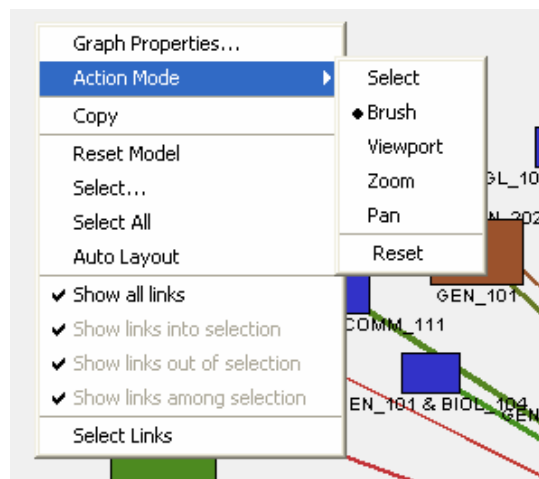 Graph Properties...
Action Mode
Copy
Reset Model
Select...
Select All
Auto Layout
Show all links
Show links into selection
Show links out of selection
Show links among selection
Select Links
Select
Brush
Viewport
Zoom
Pan
Reset
GEN_101
COMM_111
EN_101 & BIOL_104